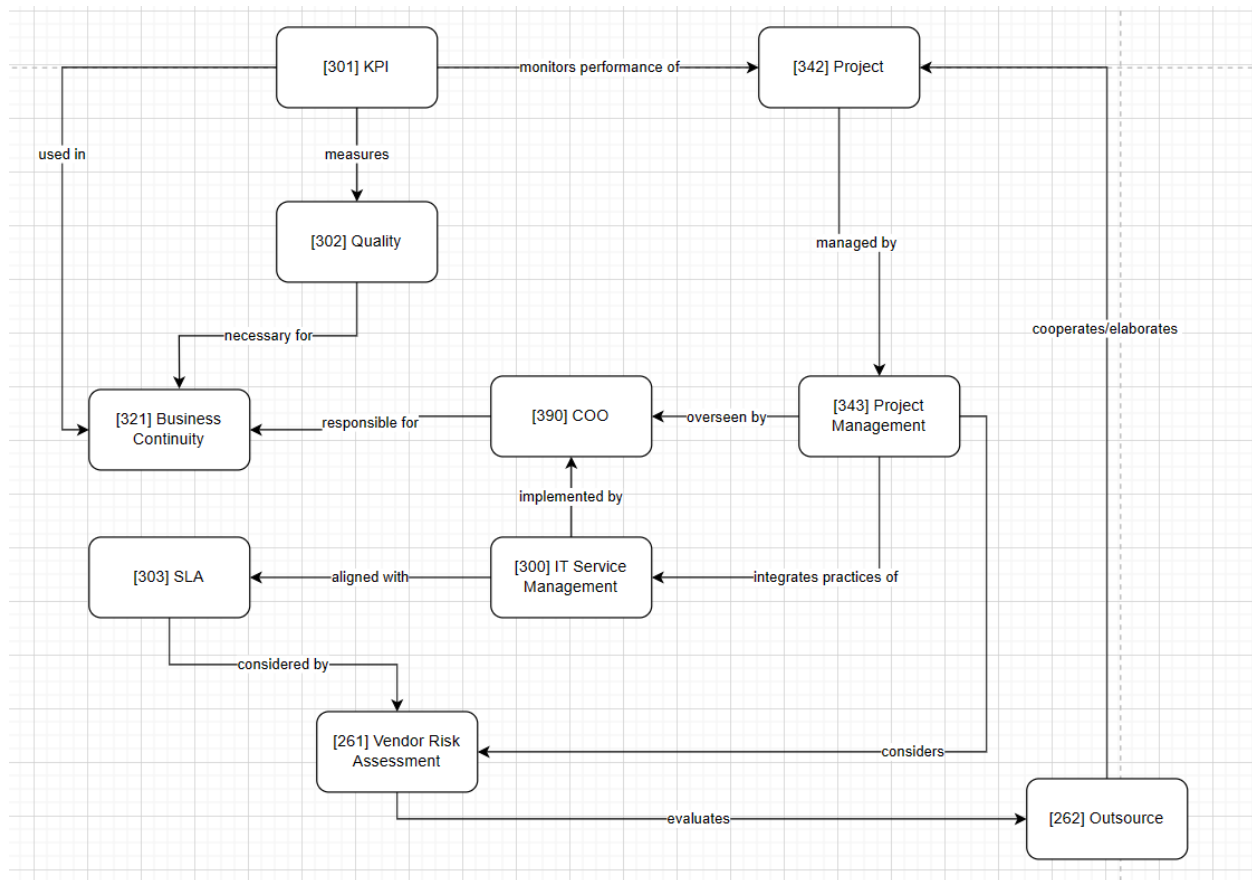 [301] KPI
monitors performance of
[342] Project
used in
measures
[302] Quality
managed by
necessary for
cooperates/elaborates
[321] Business
Continuity
responsible for
[390] COO
overseen by
[343] Project
Management
implemented by
[303] SLA
aligned with
[300] IT Service
Management
integrates practices of
considered by
[261] Vendor Risk
Assessment
considers
evaluates
[262] Outsource